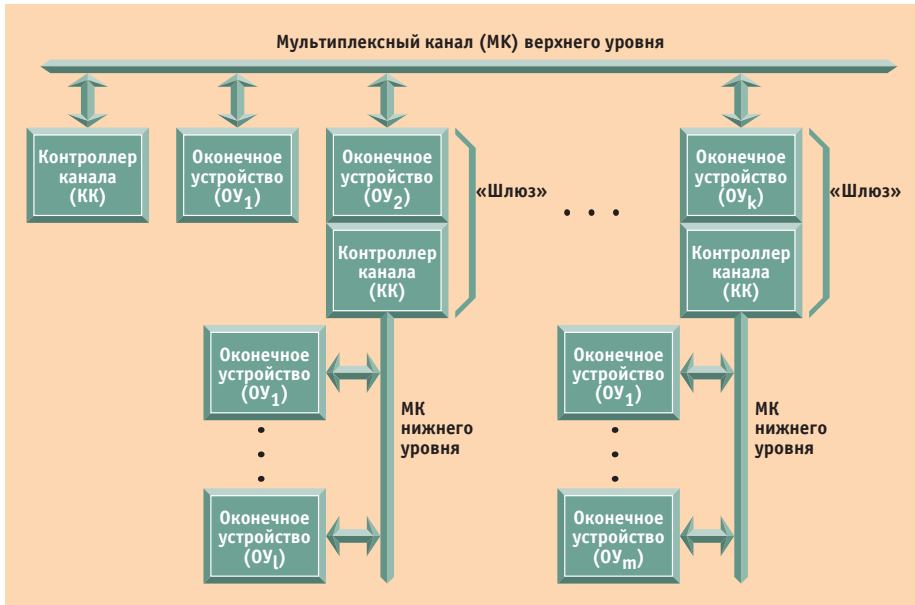 Мультиплексный канал (МК) верхнего уровня
Контроллер
канала
(КК)
Оконечное
устройство
(ОУ1)
Оконечное
устройство
(ОУ2)
«Шлюз»
. . .
Оконечное
устройство
(ОУk)
«Шлюз»
Контроллер
канала
(КК)
Контроллер
канала
(КК)
Оконечное
устройство
(ОУ1)
МК
нижнего
уровня
Оконечное
устройство
(ОУl)
Оконечное
устройство
(ОУ1)
МК
нижнего
уровня
Оконечное
устройство
(ОУm)